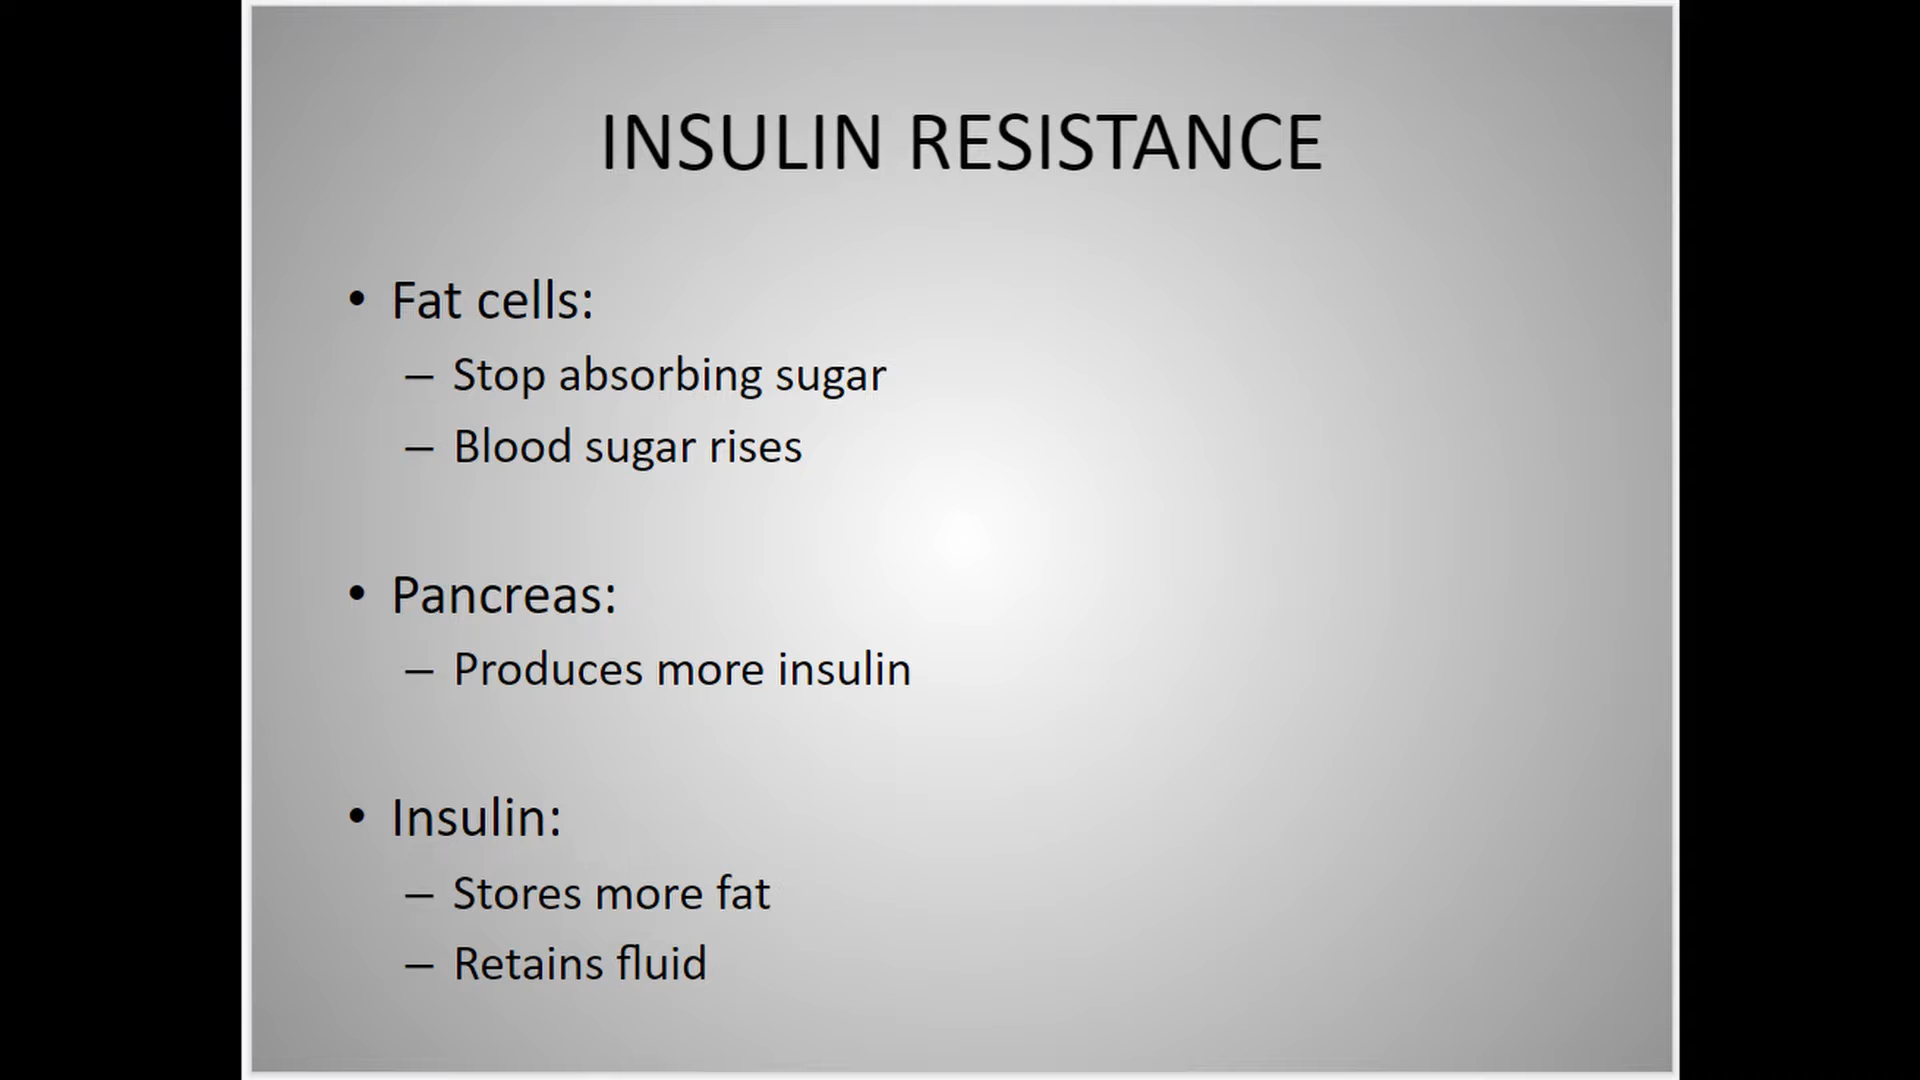 INSULIN RESISTANCE
• Fat cells:
– Stop absorbing sugar
– Blood sugar rises
• Pancreas:
– Produces more insulin
• Insulin:
– Stores more fat
– Retains fluid